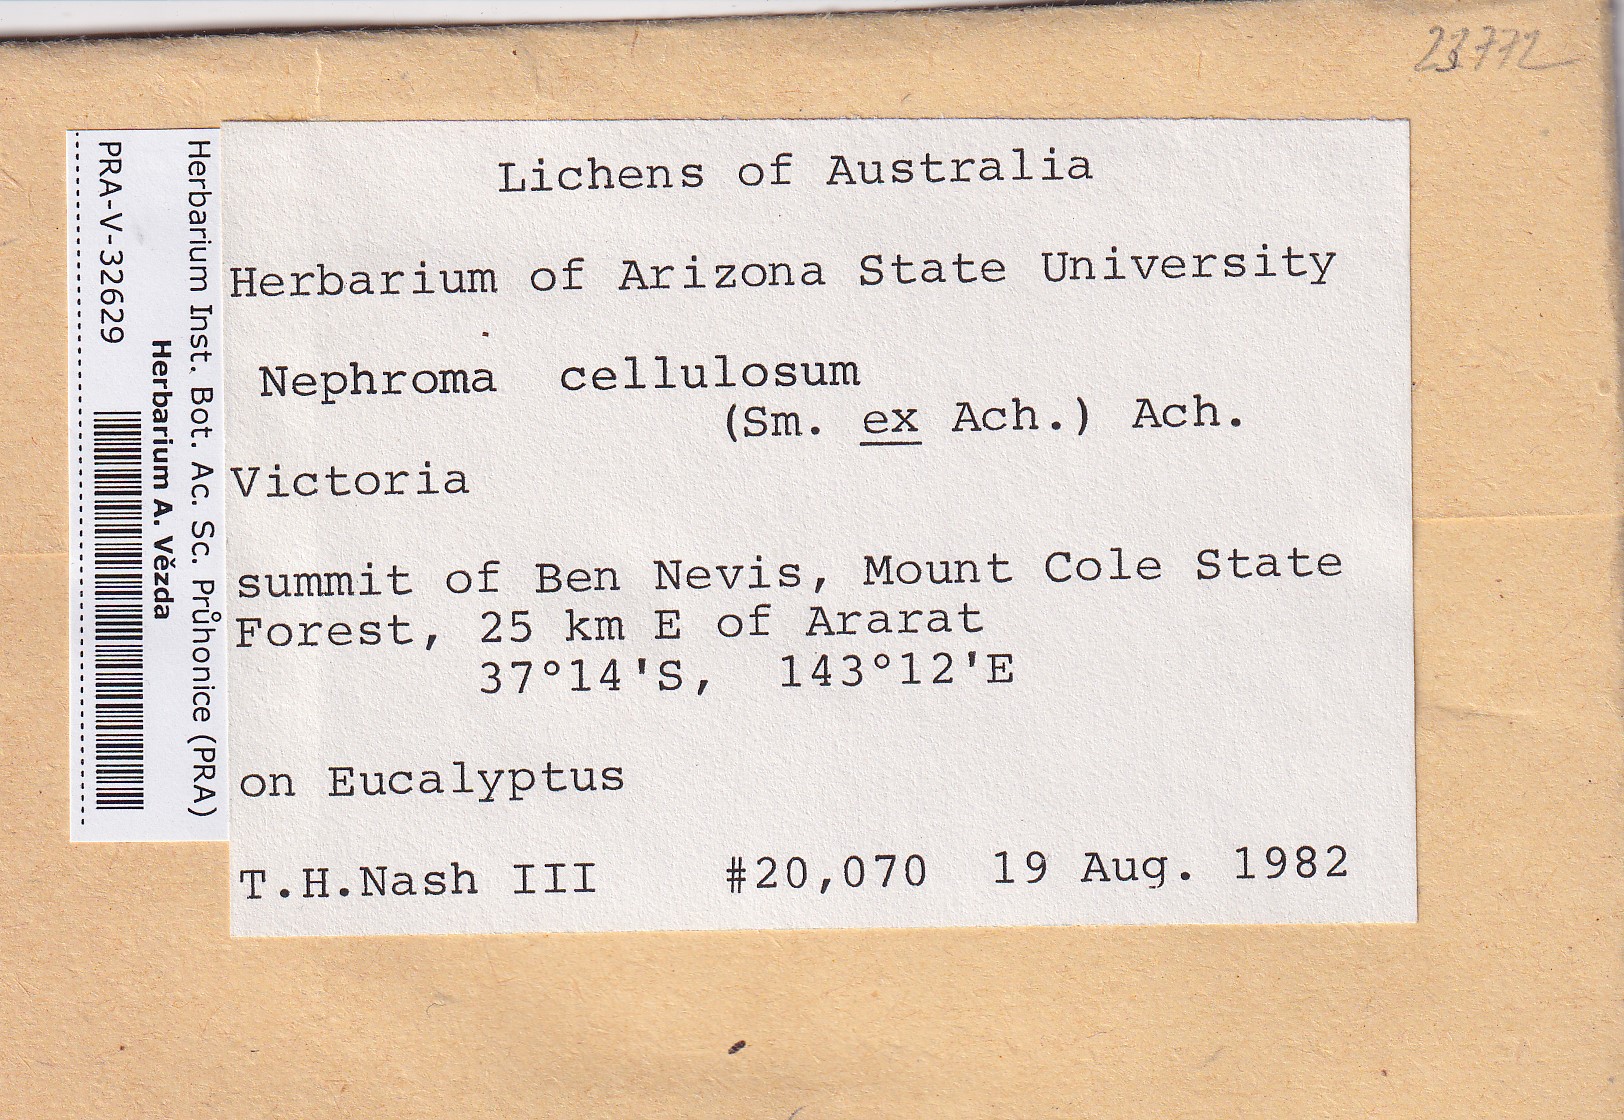 23772
Lichens of Australia
Herbarium of Arizona State University
Nephroma cellulosum
(Sm. ex Ach.) Ach.
Victoria
summit of Ben Nevis, Mount Cole State
Forest, 25 km E of Ararat
37°14'S, 143°12'E
on Eucalyptus
T.H.Nash III #20,070 19 Aug. 1982
Herbarium Inst. Bot. Ac. Sc. Průhonice (PRA)
Herbarium A. Vězda
PRA-V-32629